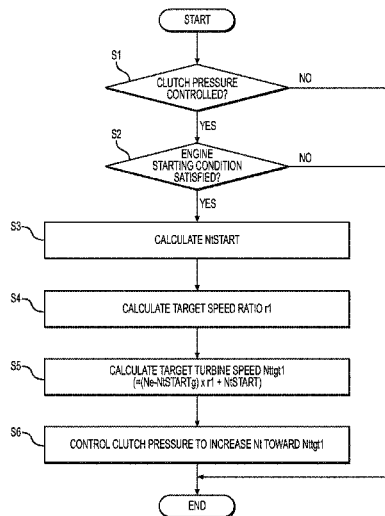 START
S1
CLUTCH PRESSURE
CONTROLLED?
NO
YES
S2
ENGINE
STARTING CONDITION
SATISFIED?
NO
YES
S3
CALCULATE NtSTART
S4
CALCULATE TARGET SPEED RATIO r1
S5
CALCULATE TARGET TURBINE SPEED Nttgt1
(=(Ne-NtSTARTg) x r1 + NtSTART)
S6
CONTROL CLUTCH PRESSURE TO INCREASE Nt TOWARD Nttgt1
END